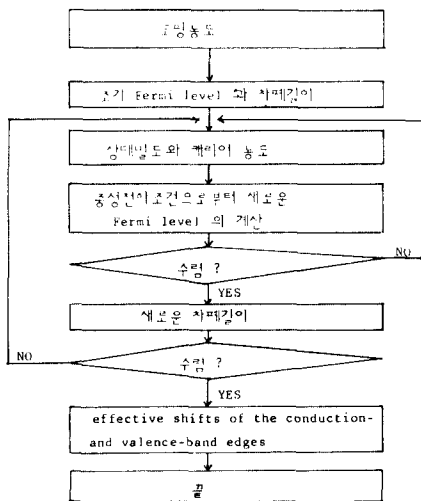 도핑농도
초기 Fermi level 과 차폐길이
상태밀도와 캐리어 농도
중성전하조건으로부터 새로운
Fermi level 의 계산
수렴 ?
NO
YES
새로운 차폐길이
NO
수렴 ?
YES
effective shifts of the conduction-
and valence-band edges
끝